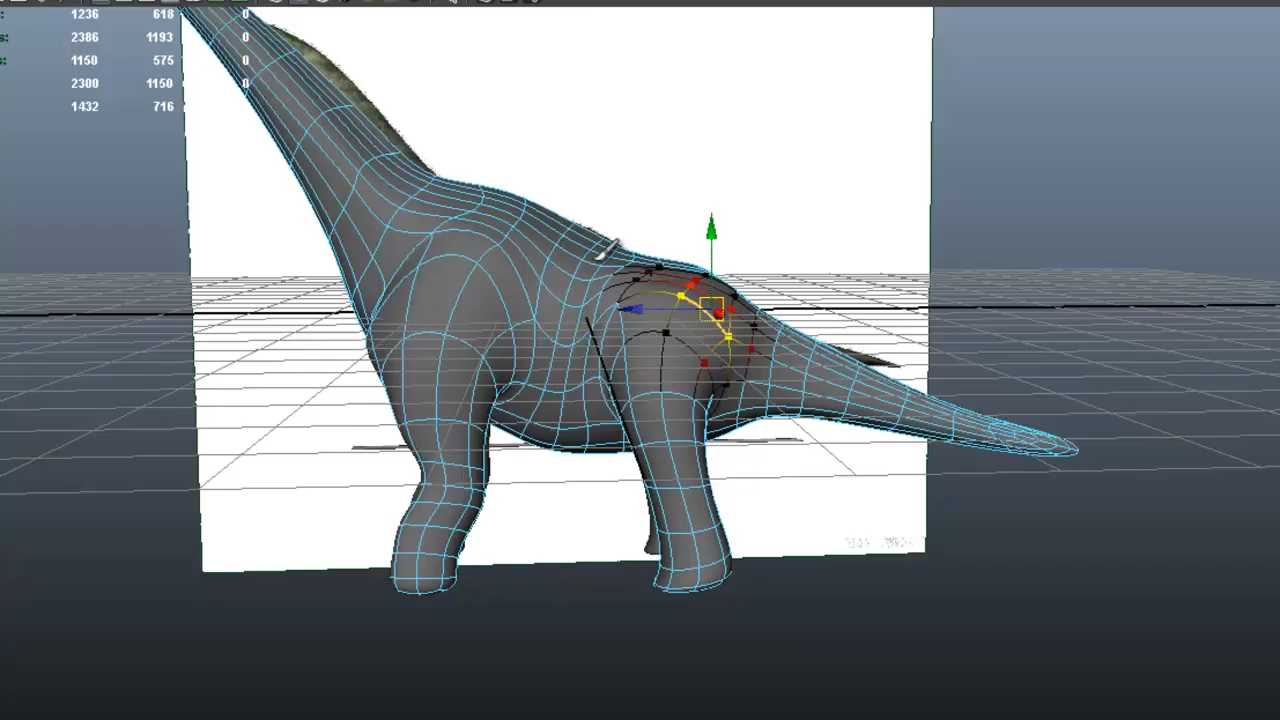 : 1236 618 0
s: 2386 1193 0
s: 1150 575 0
2300 1150 0
1432 716